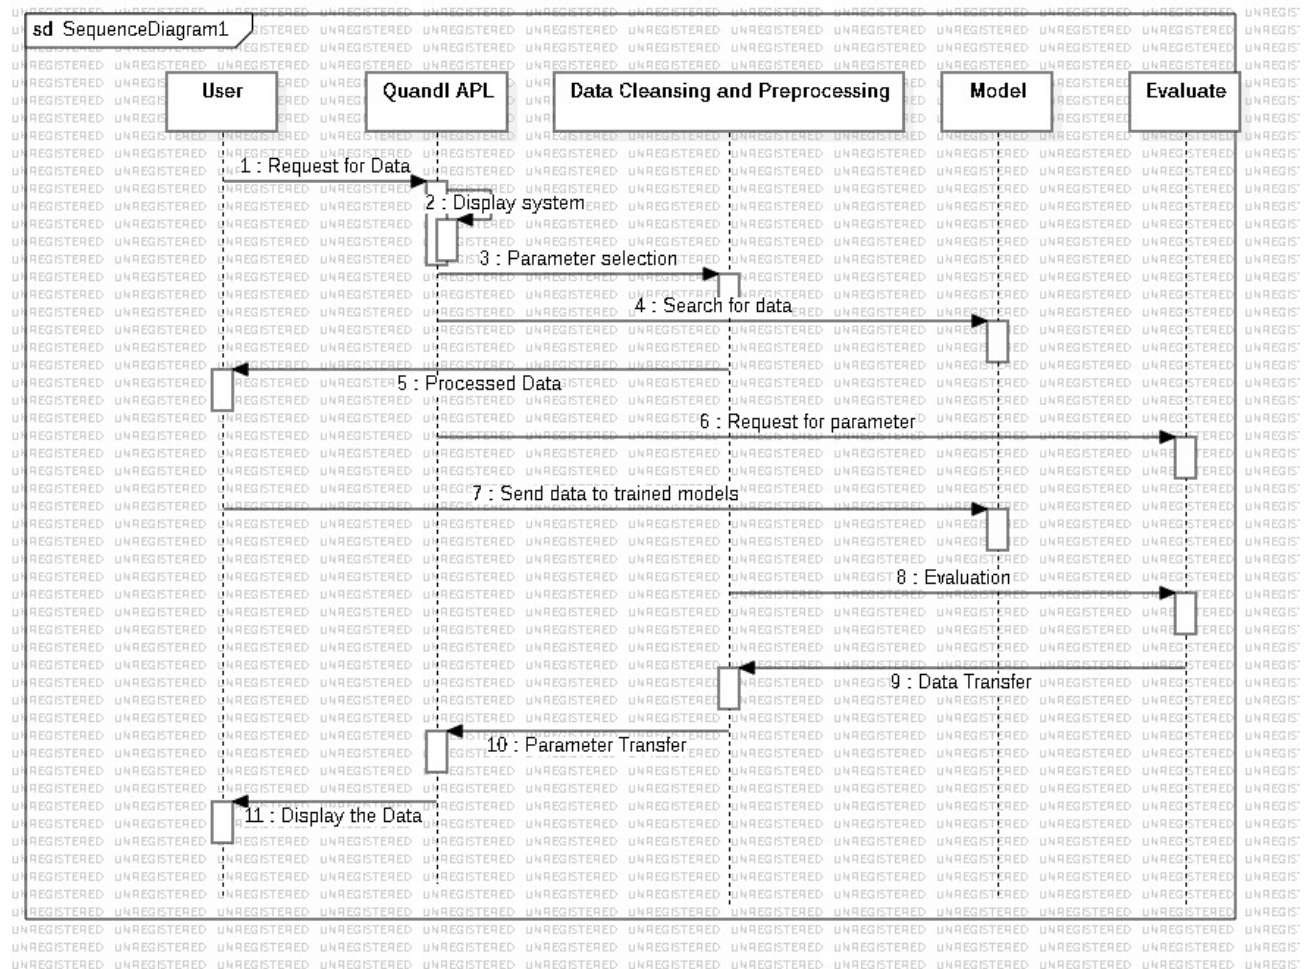 sd SequenceDiagram1
User
Quandl APL
Data Cleansing and Preprocessing
Model
Evaluate
1 : Request for Data
2 : Display system
3 : Parameter selection
4 : Search for data
5 : Processed Data
6 : Request for parameter
7 : Send data to trained models
8 : Evaluation
9 : Data Transfer
10 : Parameter Transfer
11 : Display the Data
UNREGISTERED